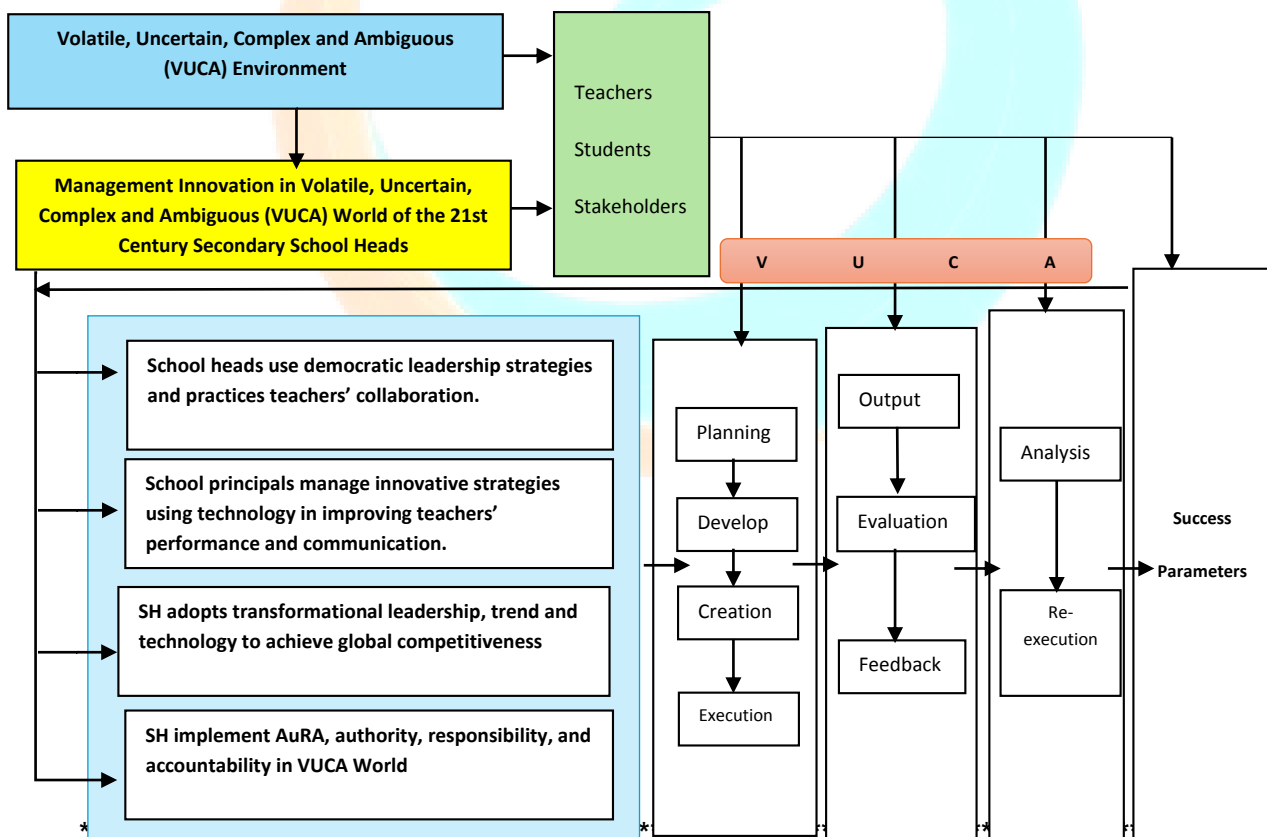 Volatile, Uncertain, Complex and Ambiguous
(VUCA) Environment
Teachers
Students
Stakeholders
Management Innovation in Volatile, Uncertain,
Complex and Ambiguous (VUCA) World of the 21st
Century Secondary School Heads
V U C A
School heads use democratic leadership strategies
and practices teachers’ collaboration.
School principals manage innovative strategies
using technology in improving teachers’
performance and communication.
SH adopts transformational leadership, trend and
technology to achieve global competitiveness
SH implement AuRA, authority, responsibility, and
accountability in VUCA World
Planning
Develop
Creation
Execution
Output
Evaluation
Feedback
Analysis
Re-
execution
Success
Parameters